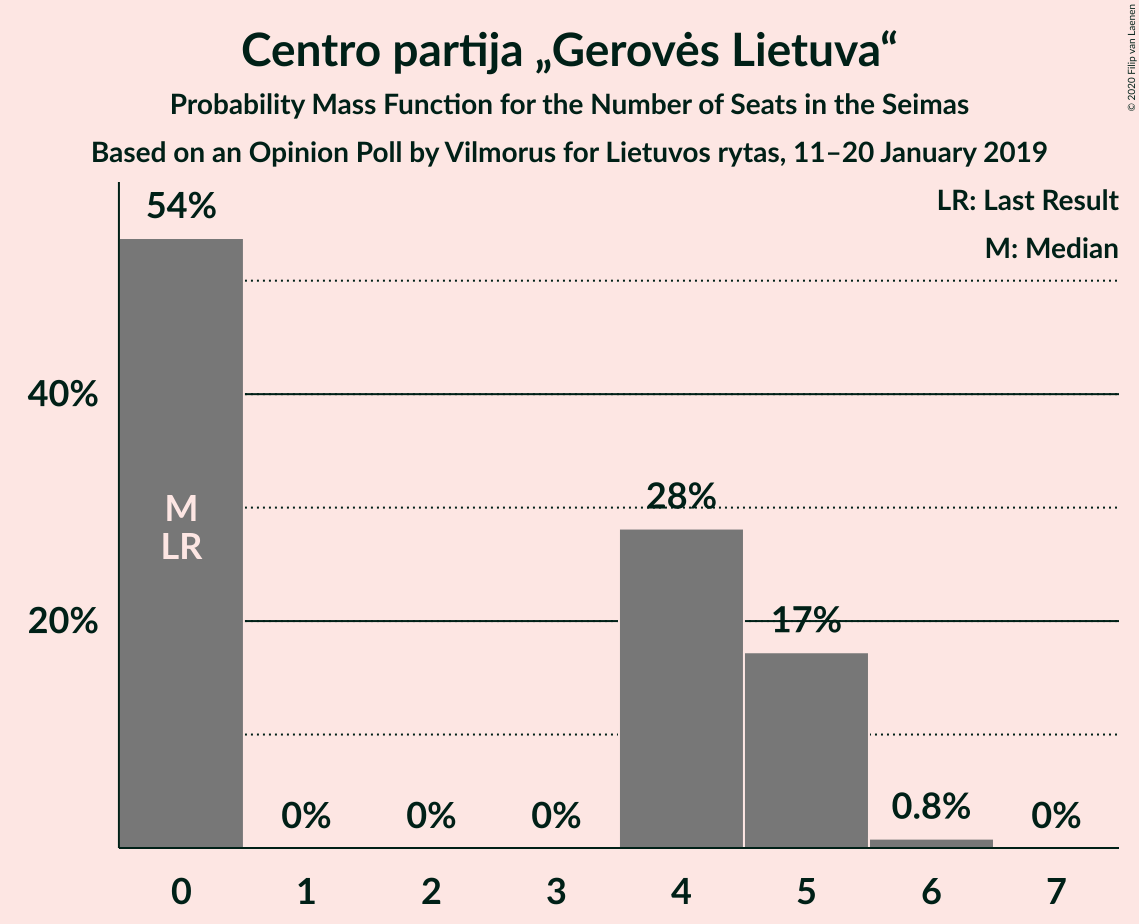 Centro partija „Gerovės Lietuva“
Probability Mass Function for the Number of Seats in the Seimas
Based on an Opinion Poll by Vilmorus for Lietuvos rytas, 11–20 January 2019
© 2020 Filip van Laenen
LR: Last Result
M: Median
54%
40%
M
LR
28%
20%
17%
0%
0%
0%
0.8%
0%
0
1
2
3
4
5
6
7